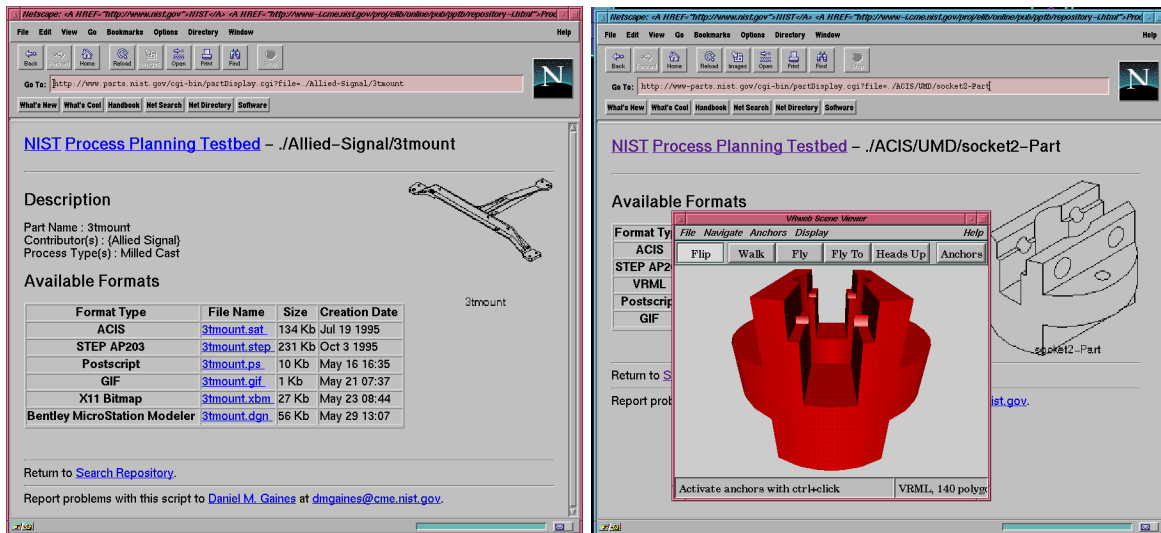 Netscape: <A HREF="http://www.nist.gov">NIST</A> <A HREF="http://www-Lcme.nist.gov/proj/elib/online/pub/pptb/repository-Lhtml">Proc
File Edit View Go Bookmarks Options Directory Window Help
Back Forward Home Reload Images Open Print Find Stop
Go To: http://www.parts.nist.gov/cgi-bin/partDisplay.cgi?file=./Allied-Signal/3tmount
N
What's New What's Cool Handbook Net Search Net Directory Software
NIST Process Planning Testbed – ./Allied–Signal/3tmount
Description
Part Name : 3tmount
Contributor(s) : {Allied Signal}
Process Type(s) : Milled Cast
3tmount
Available Formats
Format Type File Name Size Creation Date
ACIS 3tmount.sat 134 Kb Jul 19 1995
STEP AP203 3tmount.step 231 Kb Oct 3 1995
Postscript 3tmount.ps 10 Kb May 16 16:35
GIF 3tmount.gif 1 Kb May 21 07:37
X11 Bitmap 3tmount.xbm 27 Kb May 23 08:44
Bentley MicroStation Modeler 3tmount.dgn 56 Kb May 29 13:07
Return to Search Repository.
Report problems with this script to Daniel M. Gaines at dmgaines@cme.nist.gov.
Netscape: <A HREF="http://www.nist.gov">NIST</A> <A HREF="http://www-Lcme.nist.gov/proj/elib/online/pub/pptb/repository-Lhtml">Proc
File Edit View Go Bookmarks Options Directory Window Help
Back Forward Home Reload Images Open Print Find Stop
Go To: http://www-parts.nist.gov/cgi-bin/partDisplay.cgi?file=./ACIS/UMD/socket2-Part
N
What's New What's Cool Handbook Net Search Net Directory Software
NIST Process Planning Testbed – ./ACIS/UMD/socket2–Part
Available Formats
Format Ty
ACIS
STEP AP2
VRML
Postscrip
GIF
socket2–Part
Return to S
Report prob
ist.gov.
VRweb Scene Viewer
File Navigate Anchors Display Help
Flip Walk Fly Fly To Heads Up Anchors
Activate anchors with ctrl+click
VRML, 140 polygo